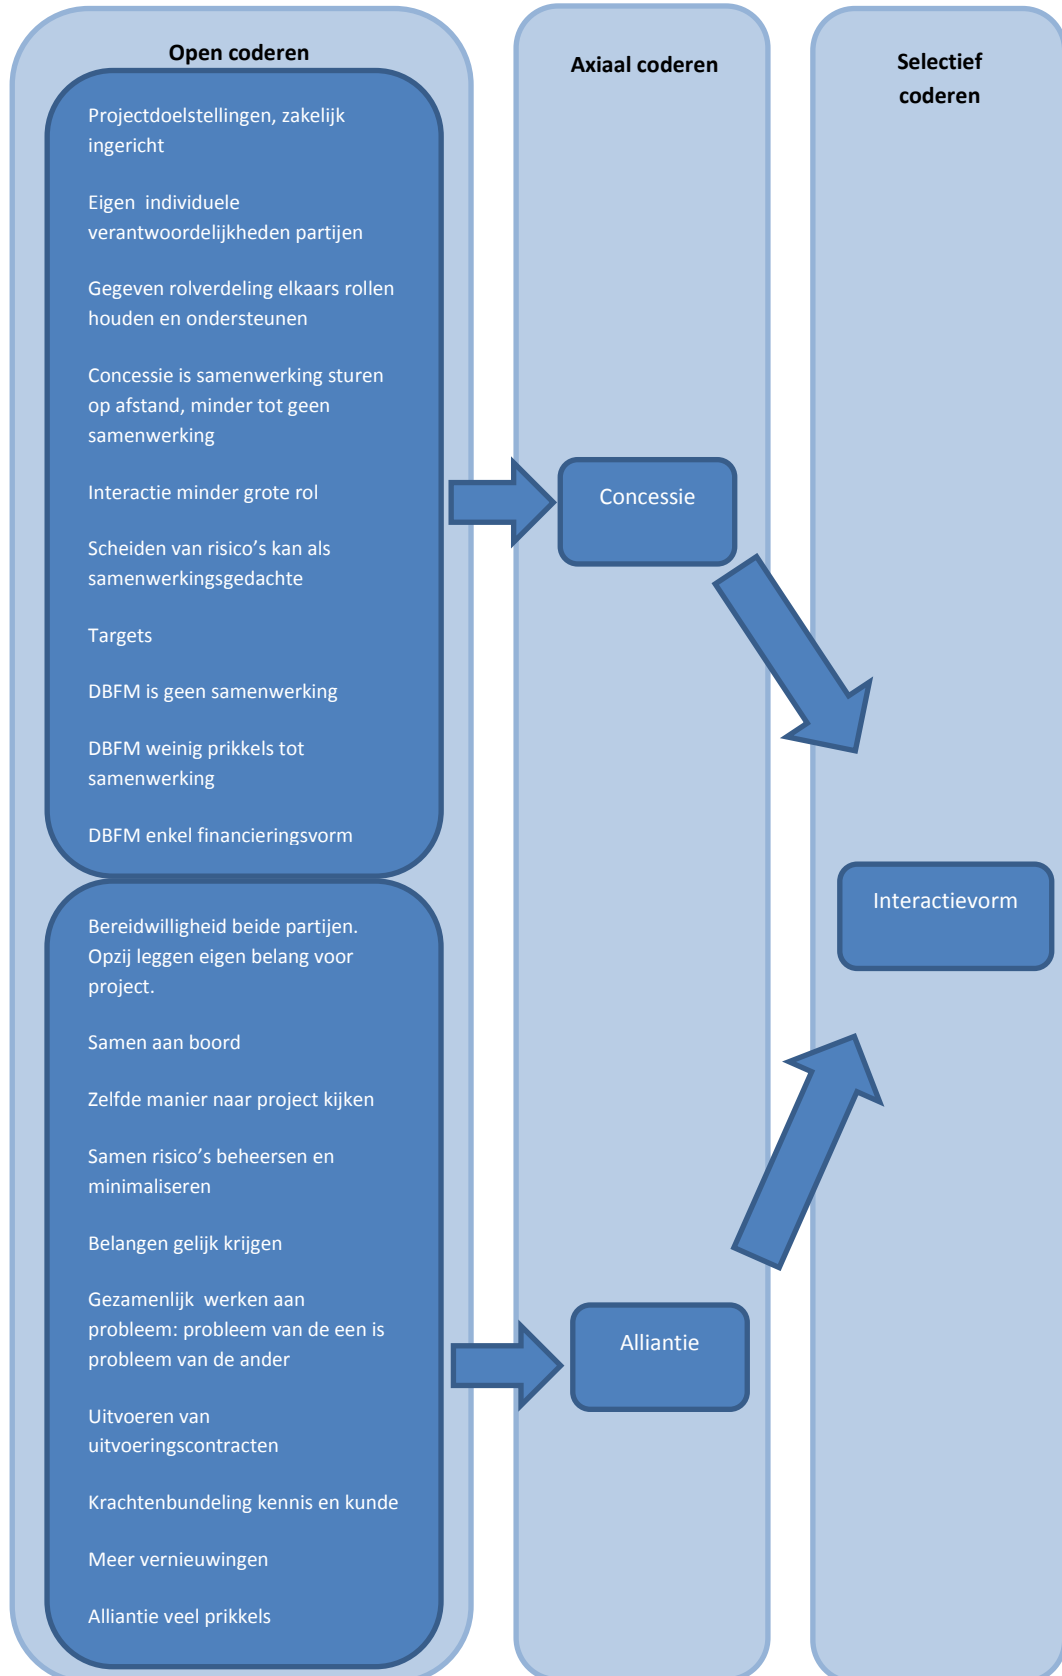 Open coderen
Projectdoelstellingen, zakelijk
ingericht
Eigen  individuele
verantwoordelijkheden partijen
Gegeven rolverdeling elkaars rollen
houden en ondersteunen
Concessie is samenwerking sturen
op afstand, minder tot geen
samenwerking
Interactie minder grote rol
Scheiden van risico’s kan als
samenwerkingsgedachte
Targets
DBFM is geen samenwerking
DBFM weinig prikkels tot
samenwerking
DBFM enkel financieringsvorm
Bereidwilligheid beide partijen.
Opzij leggen eigen belang voor
project.
Samen aan boord
Zelfde manier naar project kijken
Samen risico’s beheersen en
minimaliseren
Belangen gelijk krijgen
Gezamenlijk  werken aan
probleem: probleem van de een is
probleem van de ander
Uitvoeren van
uitvoeringscontracten
Krachtenbundeling kennis en kunde
Meer vernieuwingen
Alliantie veel prikkels
Axiaal coderen
Concessie
Alliantie
Selectief
coderen
Interactievorm